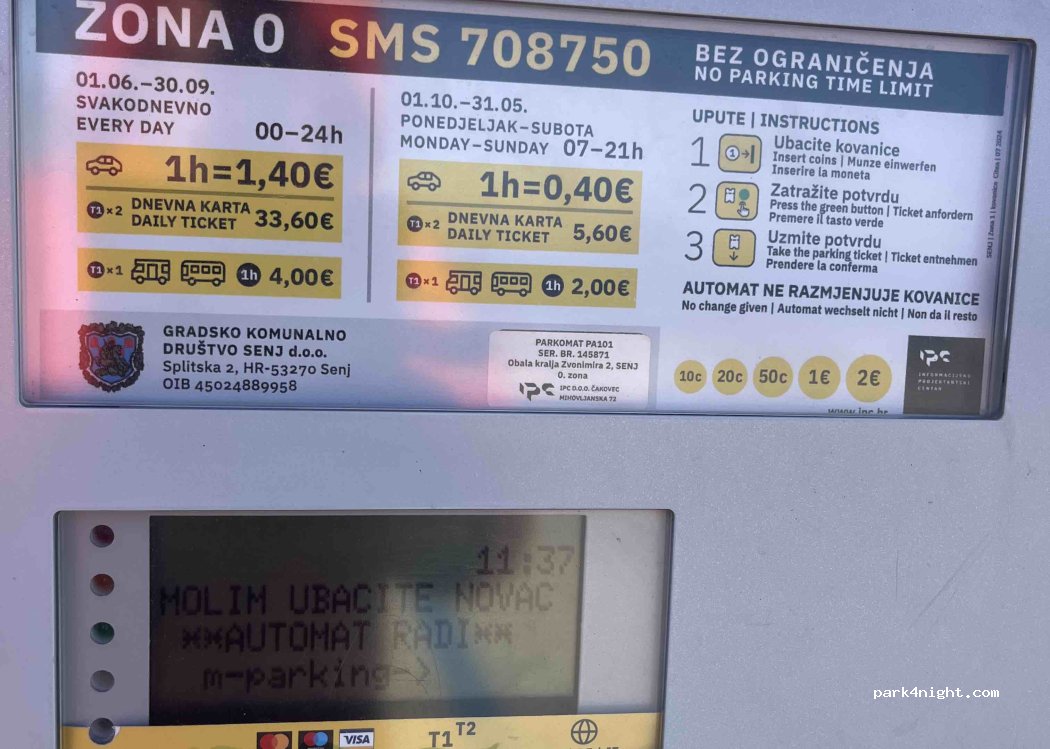 ZONA 0 SMS 708750
BEZ OGRANIČENJA
NO PARKING TIME LIMIT
01.06.–30.09.
SVAKODNEVNO
EVERY DAY 00–24h
1h=1,40€
T1 x 2 DNEVNA KARTA
DAILY TICKET 33,60€
T1 x 1 1h 4,00€
01.10.–31.05.
PONEDJELJAK–SUBOTA
MONDAY–SUNDAY 07–21h
1h=0,40€
T1 x 2 DNEVNA KARTA
DAILY TICKET 5,60€
T1 x 1 1h 2,00€
UPUTE | INSTRUCTIONS
1 Ubacite kovanice
Insert coins | Munze einwerfen
Inserire la moneta
2 Zatražite potvrdu
Press the green button | Ticket anfordern
Premere il tasto verde
3 Uzmite potvrdu
Take the parking ticket | Ticket entnehmen
Prendere la conferma
AUTOMAT NE RAZMJENJUJE KOVANICE
No change given | Automat wechselt nicht | Non da il resto
GRADSKO KOMUNALNO
DRUŠTVO SENJ d.o.o.
Splitska 2, HR-53270 Senj
OIB 45024889958
PARKOMAT PA101
SER. BR. 145871
Obala kralja Zvonimira 2, SENJ
0. zona
IPC IPC D.O.O. ČAKOVEC
MIHOVLJANSKA 72
10c 20c 50c 1€ 2€
IPC
INFORMACIJSKO
PROJEKTANTSKI
CENTAR
www.ipc.hr
11:37
MOLIM UBACITE NOVAC
**AUTOMAT RADI**
m-parking->
VISA
T1 T2
park4night.com